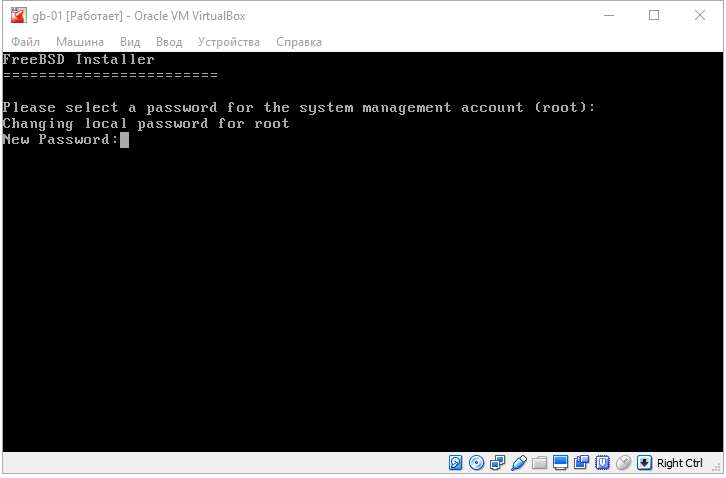 gb-01 [Работает] - Oracle VM VirtualBox
Файл Машина Вид Ввод Устройства Справка
FreeBSD Installer
========================
Please select a password for the system management account (root):
Changing local password for root
New Password:
Right Ctrl